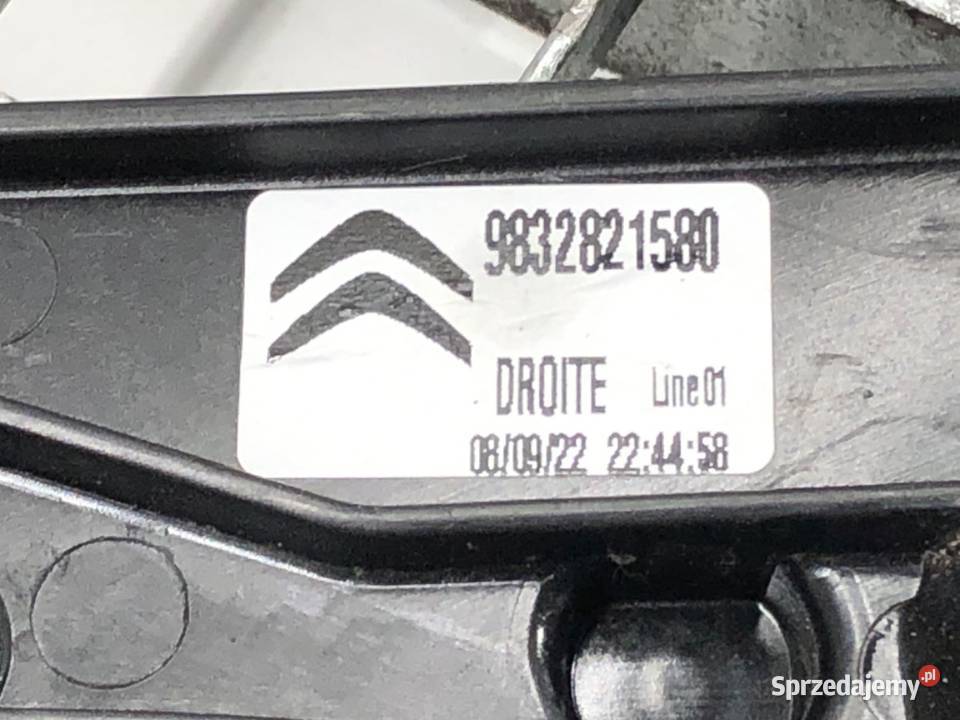 9832821580
DROITE Line 01
08/09/22 22:44:58
Sprzedajemy.pl